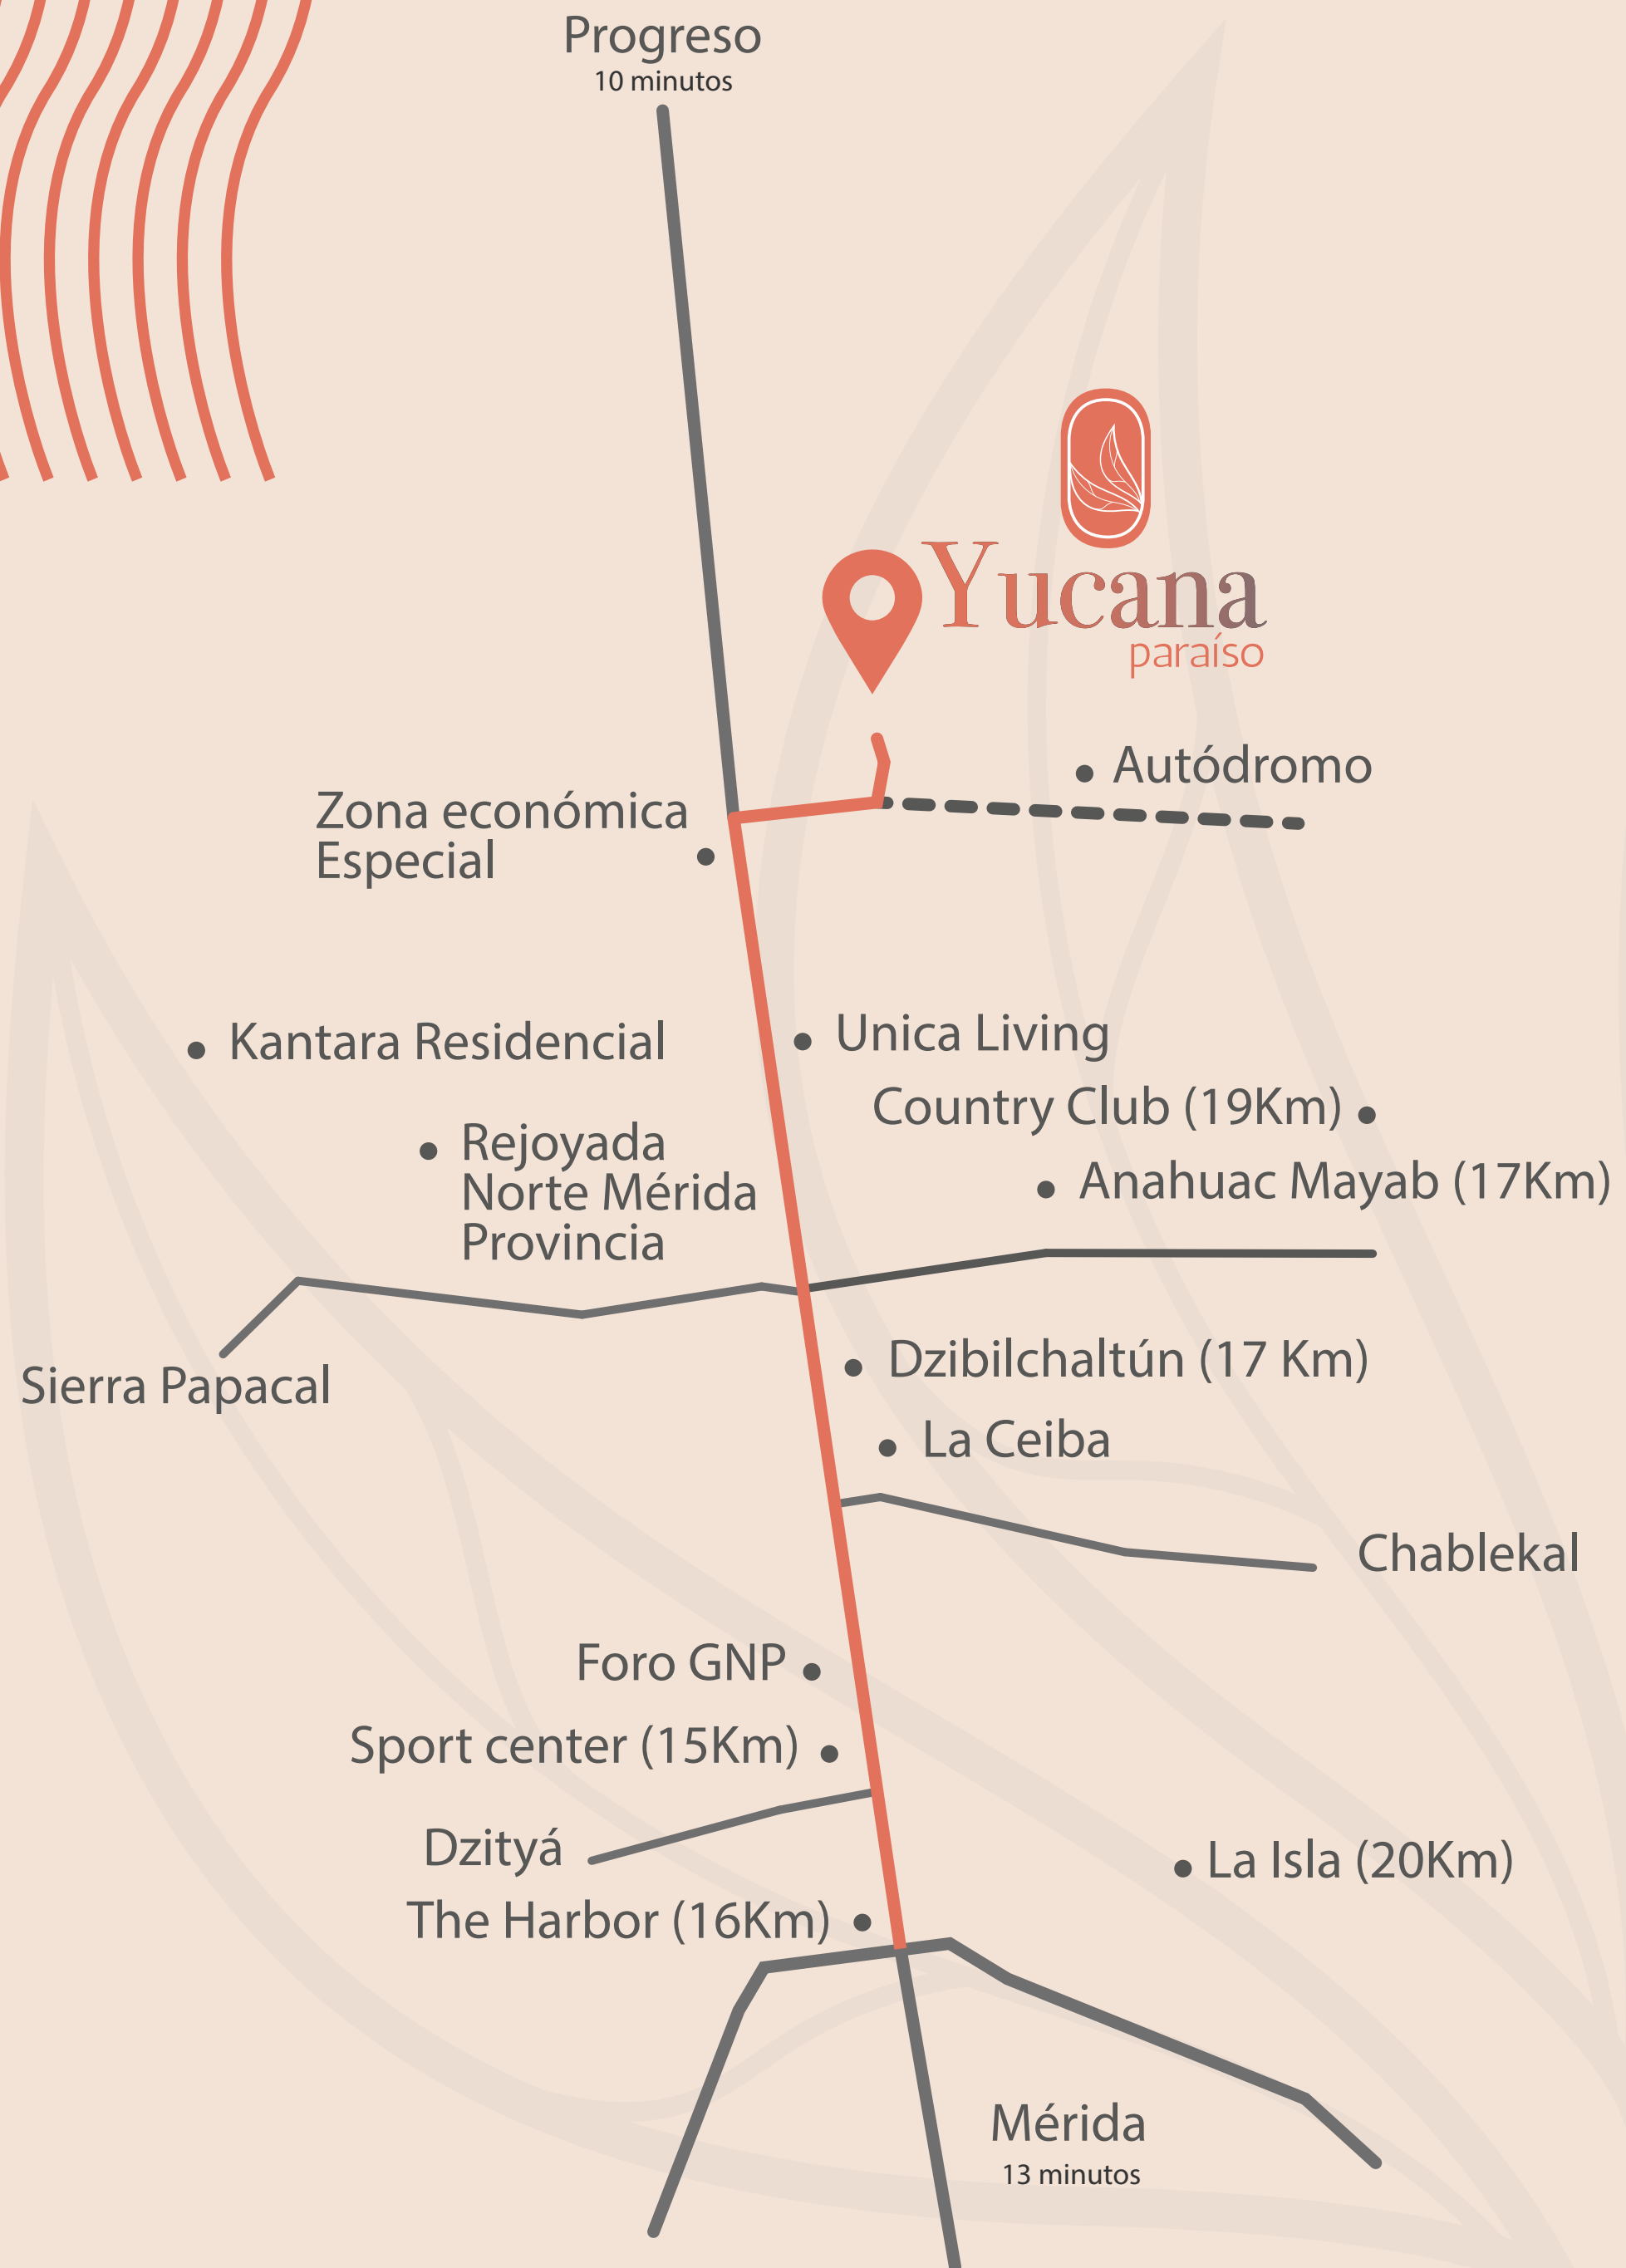 Progreso
10 minutos
Yucana
paraíso
Autódromo
Zona económica
Especial
Kantara Residencial
Unica Living
Country Club (19Km)
Rejoyada
Norte Mérida
Provincia
Anahuac Mayab (17Km)
Sierra Papacal
Dzibilchaltún (17 Km)
La Ceiba
Chablekal
Foro GNP
Sport center (15Km)
Dzityá
La Isla (20Km)
The Harbor (16Km)
Mérida
13 minutos